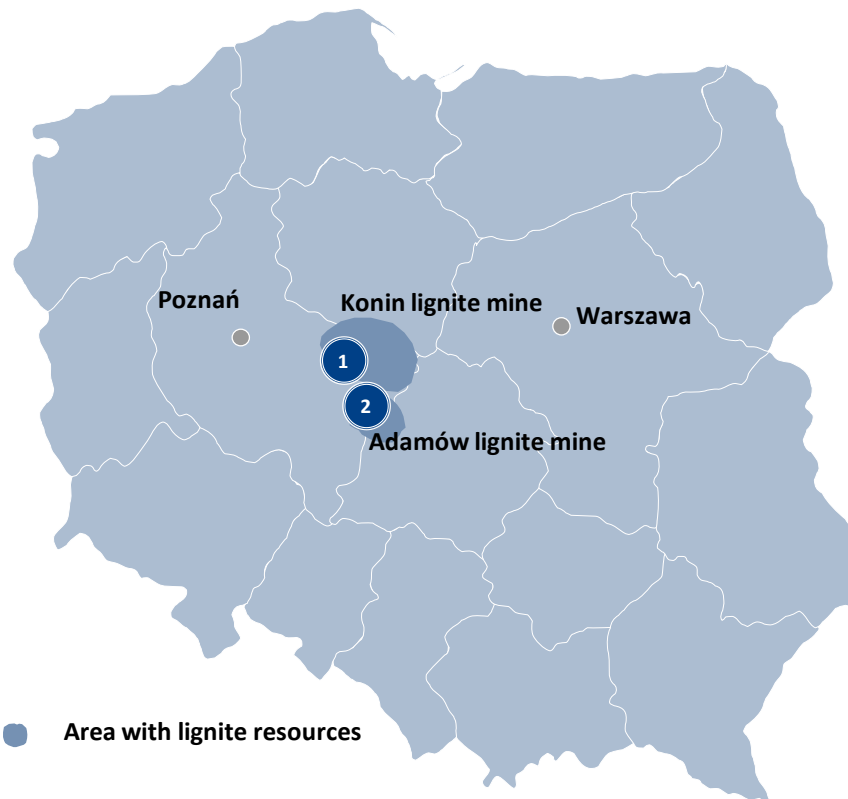 Poznań
Konin lignite mine
Warszawa
1
2
Adamów lignite mine
Area with lignite resources